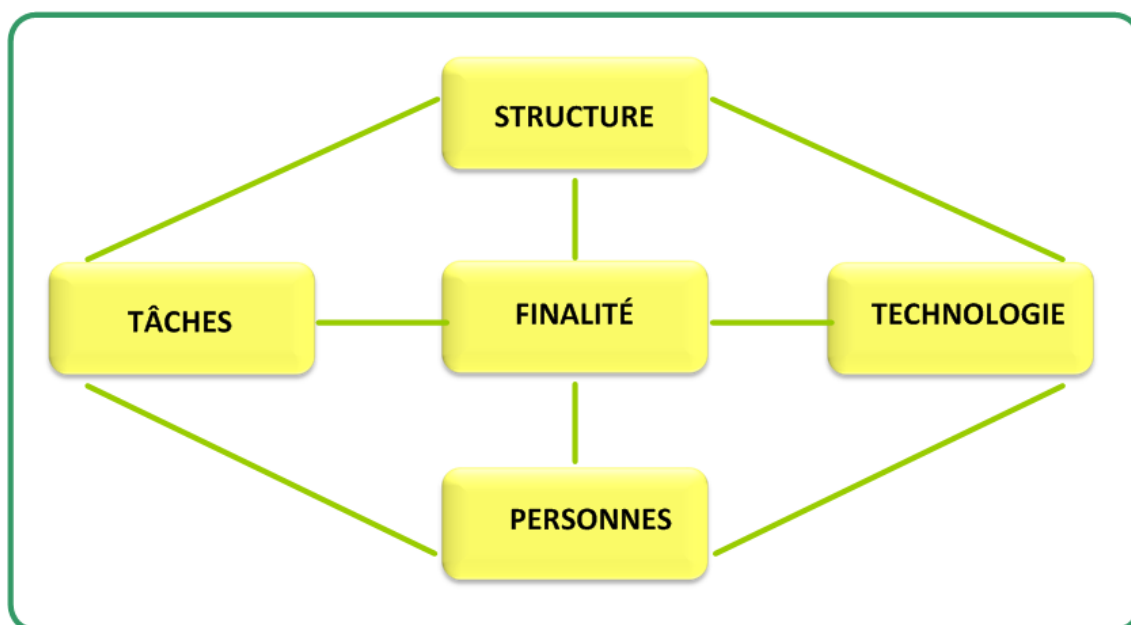 STRUCTURE
TÂCHES
FINALITÉ
TECHNOLOGIE
PERSONNES